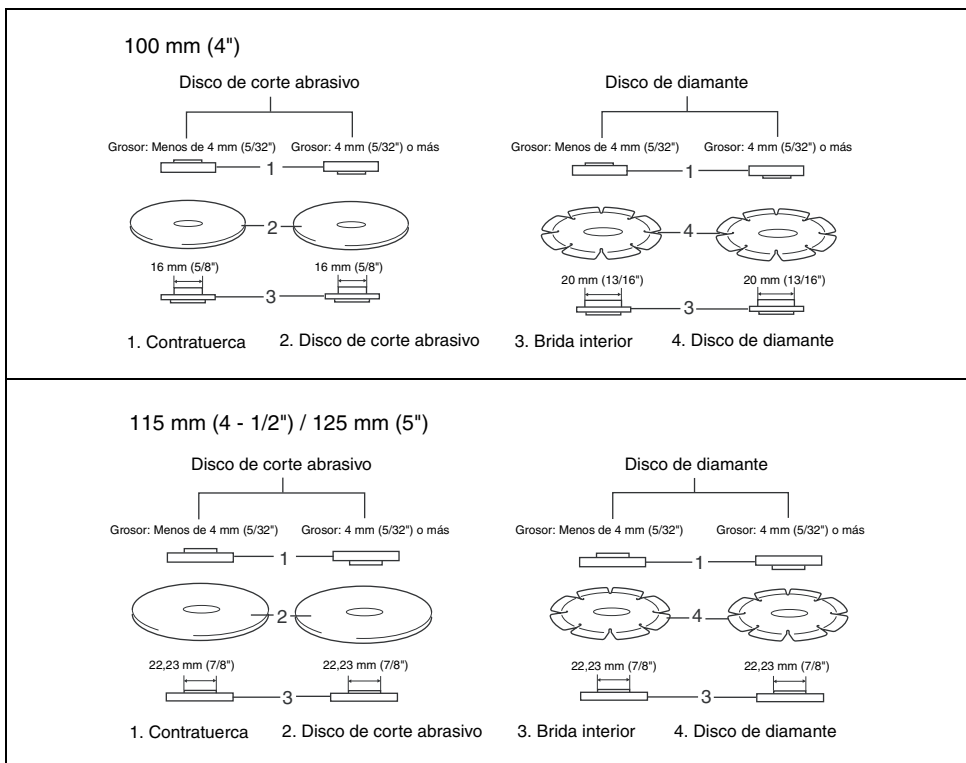 100 mm (4")
Disco de corte abrasivo
Disco de diamante
Grosor: Menos de 4 mm (5/32")
Grosor: 4 mm (5/32") o más
Grosor: Menos de 4 mm (5/32")
Grosor: 4 mm (5/32") o más
1
1
2
4
16 mm (5/8")
16 mm (5/8")
20 mm (13/16")
20 mm (13/16")
3
3
1. Contratuerca
2. Disco de corte abrasivo
3. Brida interior
4. Disco de diamante
115 mm (4 - 1/2") / 125 mm (5")
Disco de corte abrasivo
Disco de diamante
Grosor: Menos de 4 mm (5/32")
Grosor: 4 mm (5/32") o más
Grosor: Menos de 4 mm (5/32")
Grosor: 4 mm (5/32") o más
1
1
2
4
22,23 mm (7/8")
22,23 mm (7/8")
22,23 mm (7/8")
22,23 mm (7/8")
3
3
1. Contratuerca
2. Disco de corte abrasivo
3. Brida interior
4. Disco de diamante